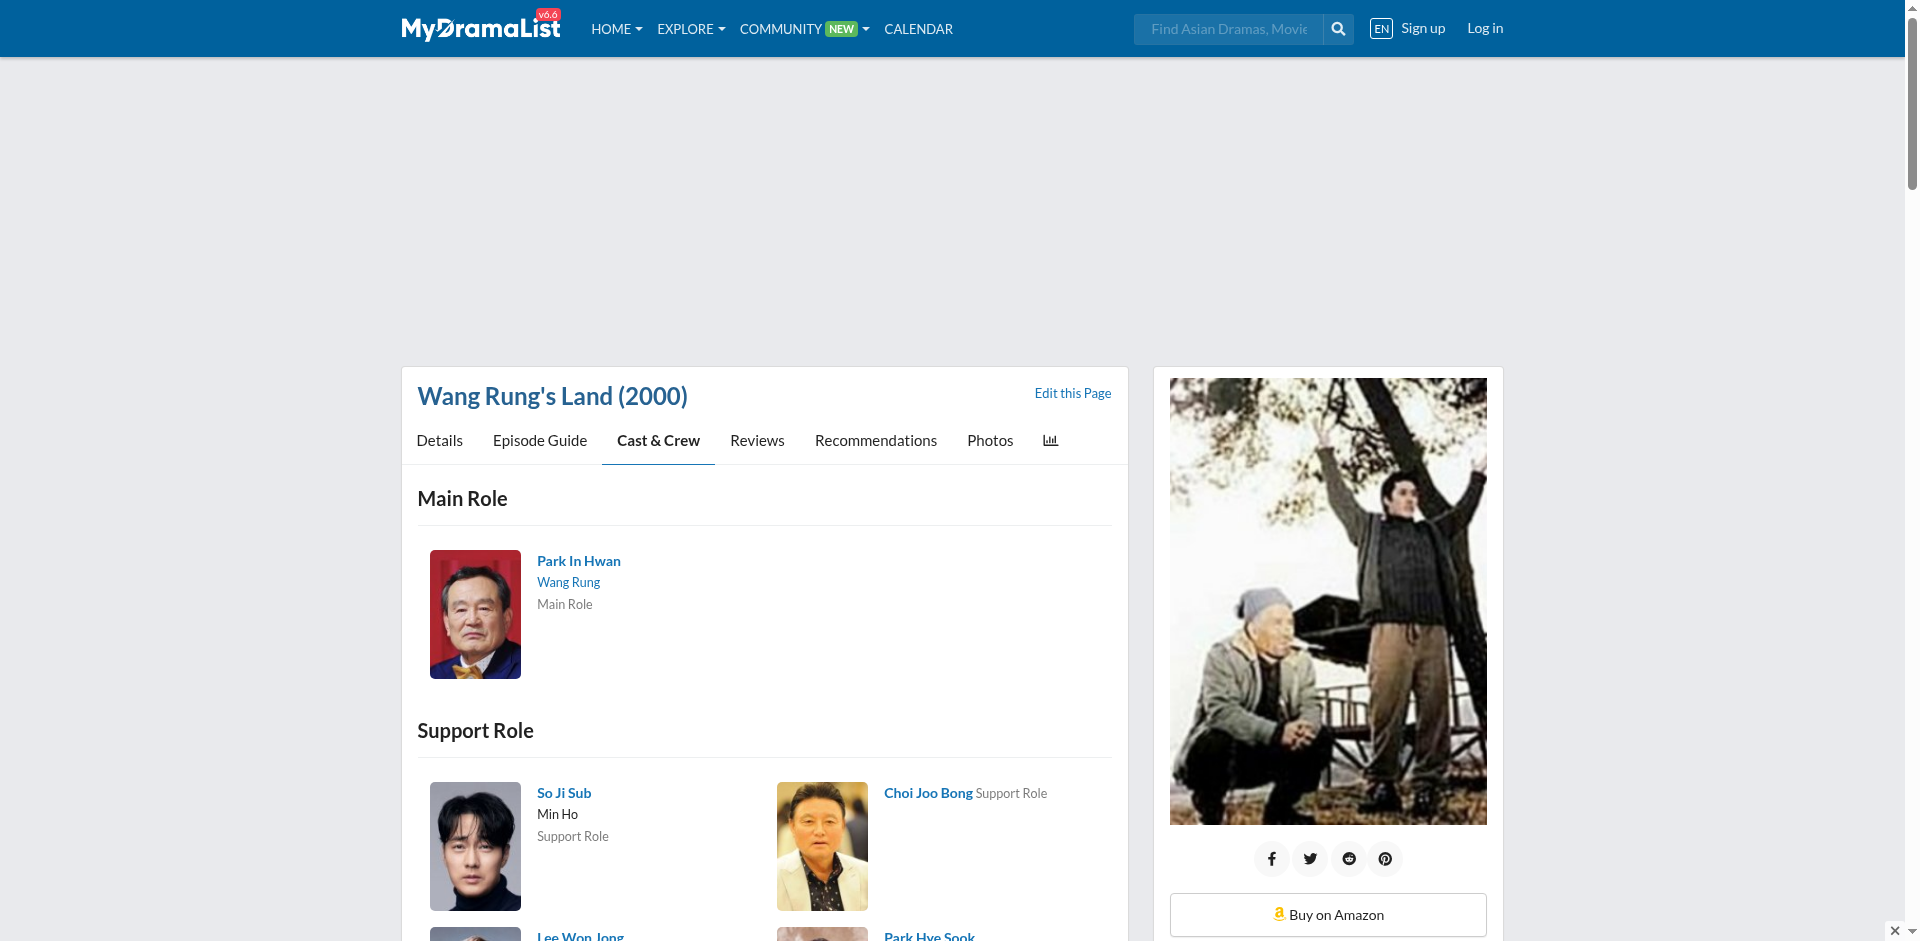 MyDramaList
v6.6
HOME
EXPLORE
COMMUNITY NEW
CALENDAR
Find Asian Dramas, Movie
EN
Sign up
Log in
Wang Rung's Land (2000)
Edit this Page
Details
Episode Guide
Cast & Crew
Reviews
Recommendations
Photos
Main Role
Park In Hwan
Wang Rung
Main Role
Support Role
So Ji Sub
Min Ho
Support Role
Choi Joo Bong Support Role
Lee Won Jong
Park Hye Sook
Buy on Amazon